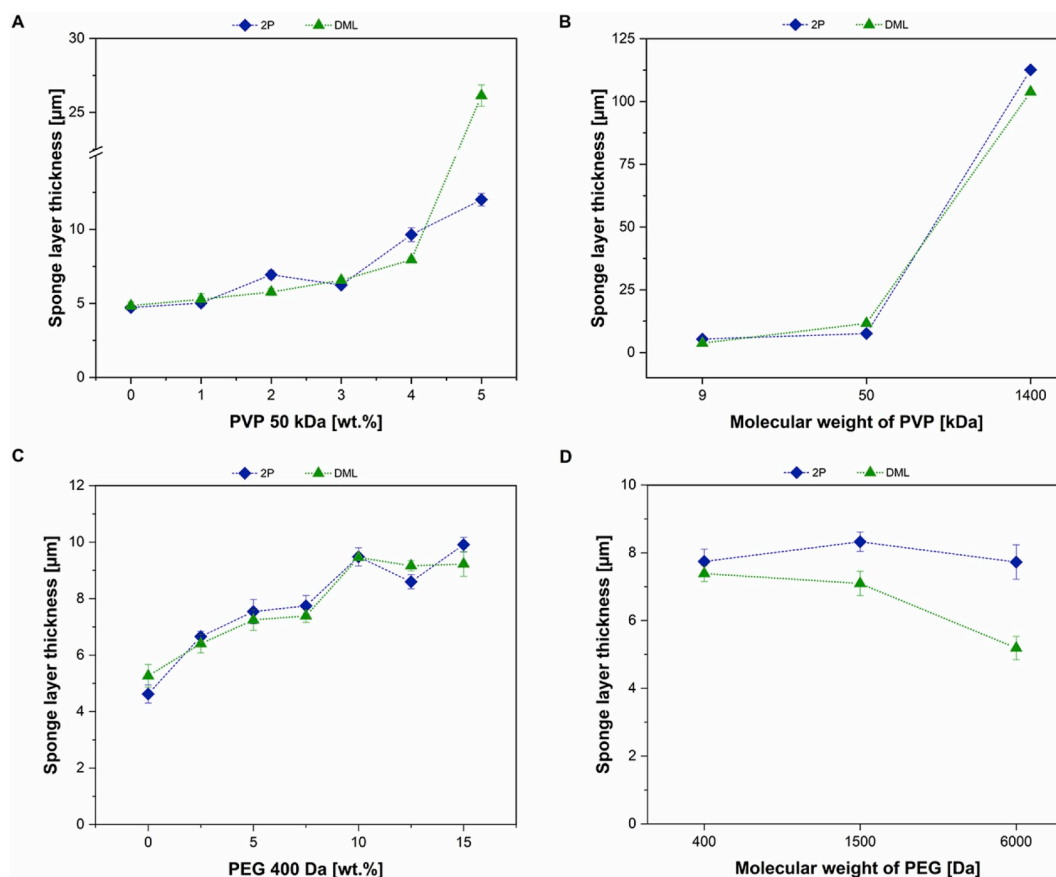 A
2P DML
Sponge layer thickness [µm]
30
25
10
5
0
0 1 2 3 4 5
PVP 50 kDa [wt.%]
B
2P DML
Sponge layer thickness [µm]
125
100
75
50
25
0
9 50 1400
Molecular weight of PVP [kDa]
C
2P DML
Sponge layer thickness [µm]
12
10
8
6
4
2
0
0 5 10 15
PEG 400 Da [wt.%]
D
2P DML
Sponge layer thickness [µm]
10
8
6
4
2
0
400 1500 6000
Molecular weight of PEG [Da]